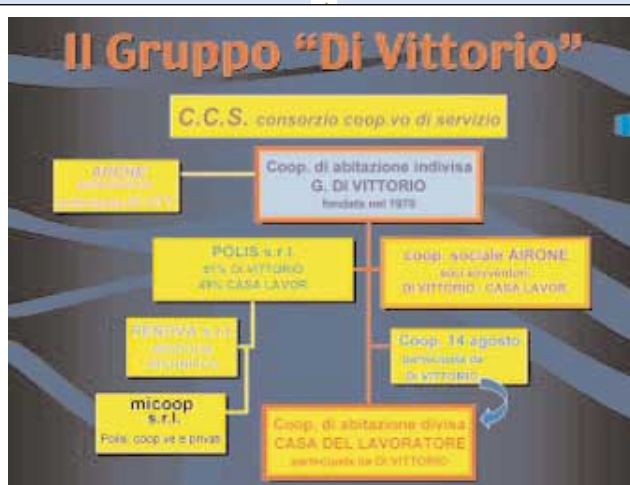 Il Gruppo "Di Vittorio"
C.C.S. consorzio coop.vo di servizio
Coop. di abitazione indivisa
G. DI VITTORIO
fondata nel 1978
POLIS s.r.l.
51% DI VITTORIO
49% CASA LAVOR
coop. sociale AIRONE
soci sovventori
DI VITTORIO - CASA LAVOR
RENOVA s.r.l.
Coop. 14 agosto
partecipata da
DI VITTORIO
micoop
s.r.l.
Polis, coop ve e privati
Coop. di abitazione divisa
CASA DEL LAVORATORE
partecipata da DI VITTORIO